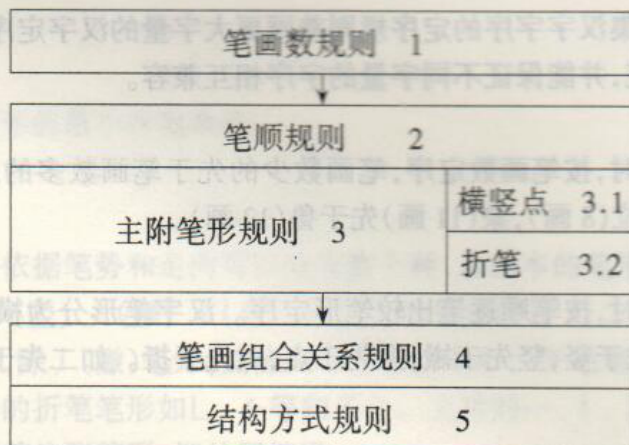 笔画数规则 1
笔顺规则 2
主附笔形规则 3
横竖点 3.1
折笔 3.2
笔画组合关系规则 4
结构方式规则 5